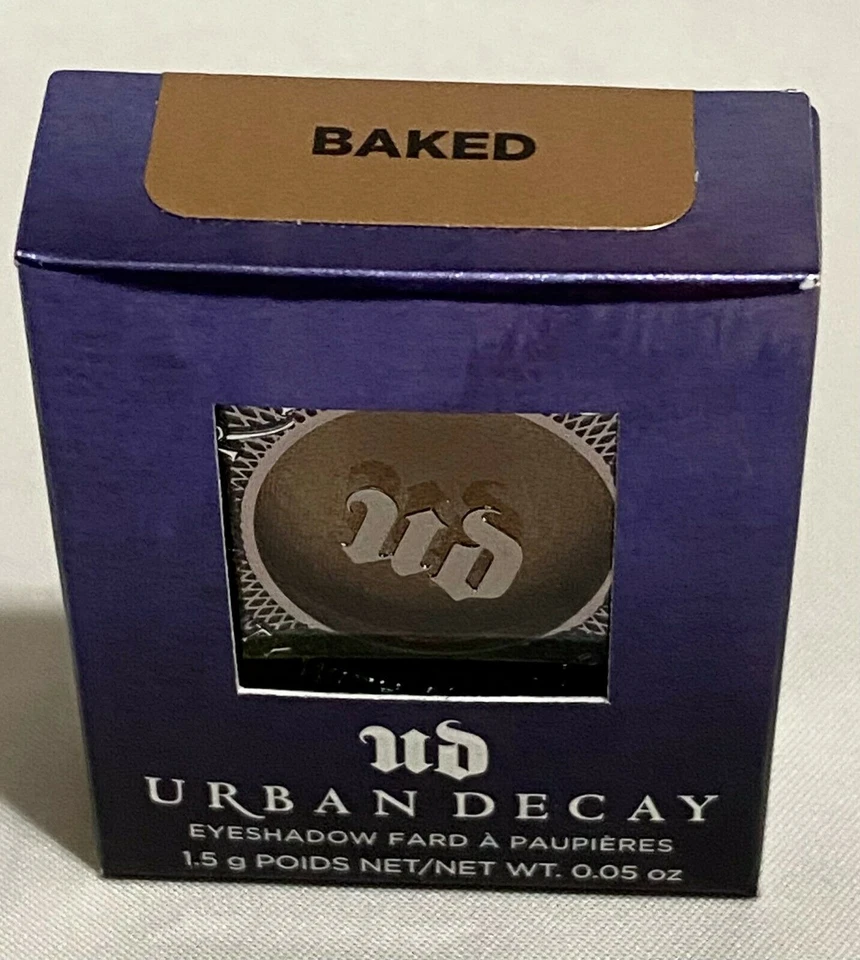 BAKED
ud
ud
URBAN DECAY
EYESHADOW FARD À PAUPIÈRES
1.5 g POIDS NET/NET WT. 0.05 oz